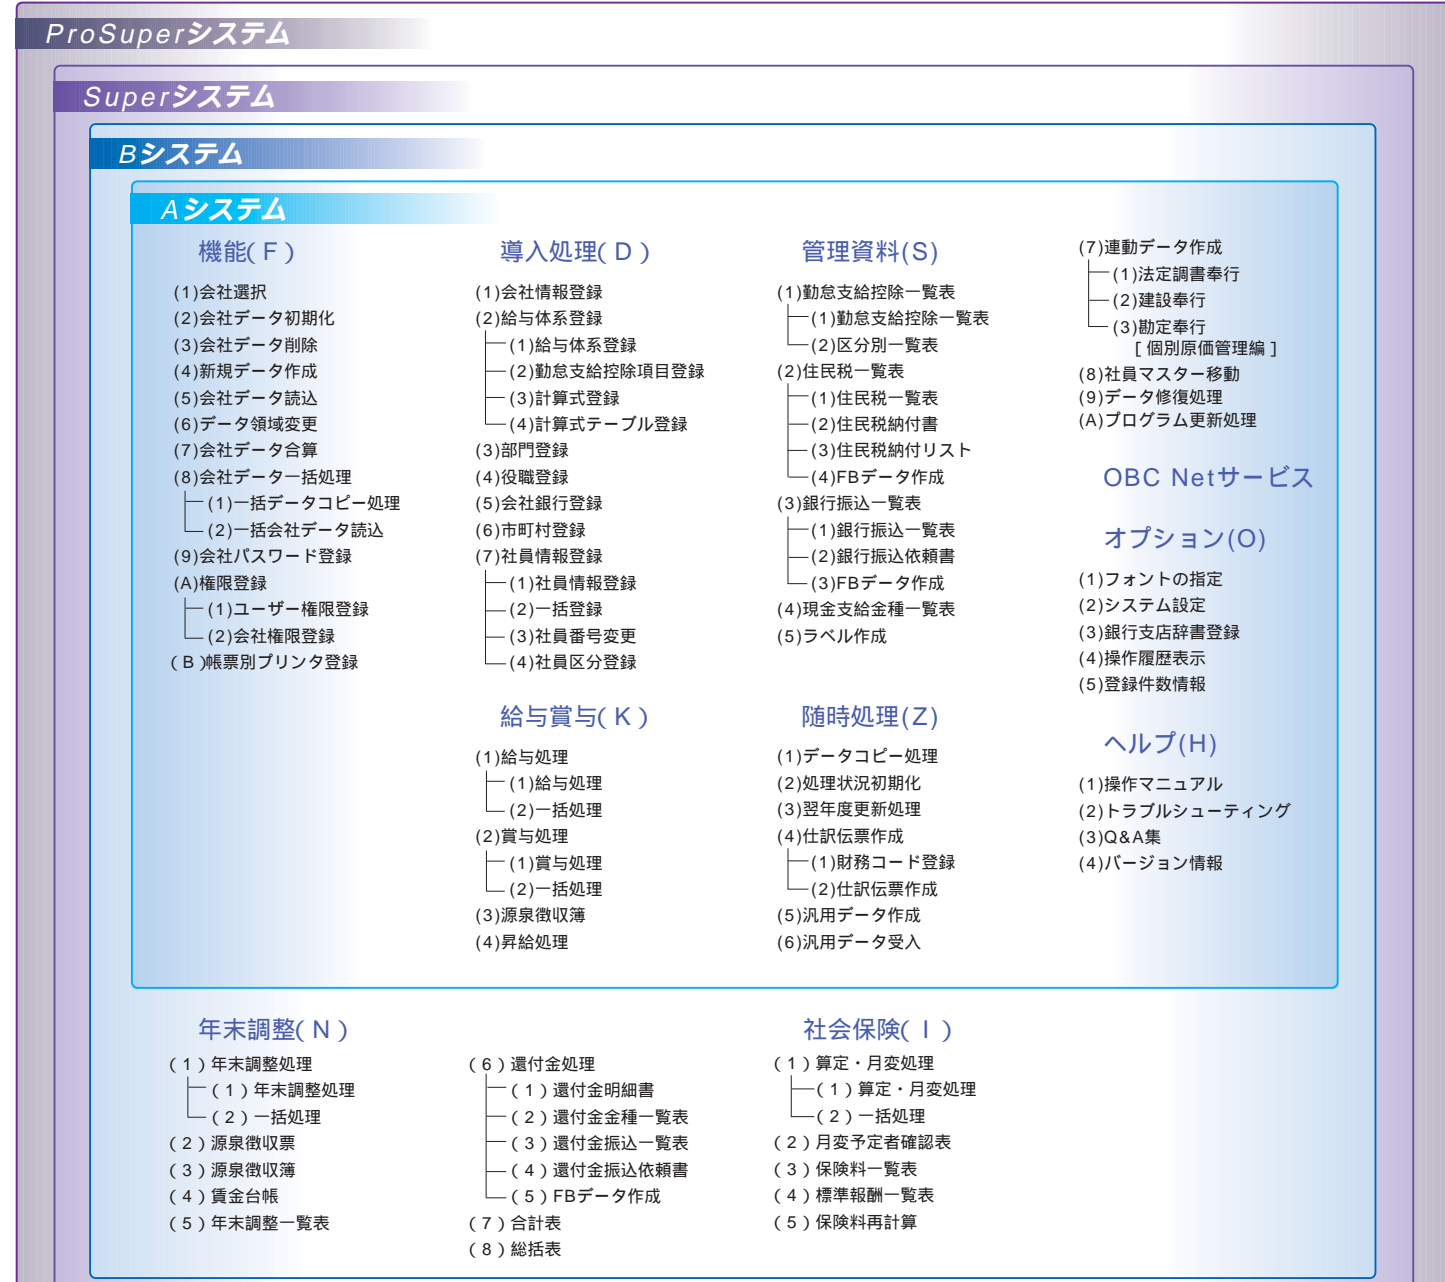 ProSuperシステム
Superシステム
Bシステム
Aシステム
機能(F)
(1)会社選択
(2)会社データ初期化
(3)会社データ削除
(4)新規データ作成
(5)会社データ読込
(6)データ領域変更
(7)会社データ合算
(8)会社データ一括処理
(1)一括データコピー処理
(2)一括会社データ読込
(9)会社パスワード登録
(A)権限登録
(1)ユーザー権限登録
(2)会社権限登録
(B)帳票別プリンタ登録
導入処理(D)
(1)会社情報登録
(2)給与体系登録
(1)給与体系登録
(2)勤怠支給控除項目登録
(3)計算式登録
(4)計算式テーブル登録
(3)部門登録
(4)役職登録
(5)会社銀行登録
(6)市町村登録
(7)社員情報登録
(1)社員情報登録
(2)一括登録
(3)社員番号変更
(4)社員区分登録
給与賞与(K)
(1)給与処理
(1)給与処理
(2)一括処理
(2)賞与処理
(1)賞与処理
(2)一括処理
(3)源泉徴収簿
(4)昇給処理
管理資料(S)
(1)勤怠支給控除一覧表
(1)勤怠支給控除一覧表
(2)区分別一覧表
(2)住民税一覧表
(1)住民税一覧表
(2)住民税納付書
(3)住民税納付リスト
(4)FBデータ作成
(3)銀行振込一覧表
(1)銀行振込一覧表
(2)銀行振込依頼書
(3)FBデータ作成
(4)現金支給金種一覧表
(5)ラベル作成
随時処理(Z)
(1)データコピー処理
(2)処理状況初期化
(3)翌年度更新処理
(4)仕訳伝票作成
(1)財務コード登録
(2)仕訳伝票作成
(5)汎用データ作成
(6)汎用データ受入
(7)連動データ作成
(1)法定調書奉行
(2)建設奉行
(3)勘定奉行
[個別原価管理編]
(8)社員マスター移動
(9)データ修復処理
(A)プログラム更新処理
OBC Netサービス
オプション(O)
(1)フォントの指定
(2)システム設定
(3)銀行支店辞書登録
(4)操作履歴表示
(5)登録件数情報
ヘルプ(H)
(1)操作マニュアル
(2)トラブルシューティング
(3)Q&A集
(4)バージョン情報
年末調整(N)
(1)年末調整処理
(1)年末調整処理
(2)一括処理
(2)源泉徴収票
(3)源泉徴収簿
(4)賃金台帳
(5)年末調整一覧表
(6)還付金処理
(1)還付金明細書
(2)還付金金種一覧表
(3)還付金振込一覧表
(4)還付金振込依頼書
(5)FBデータ作成
(7)合計表
(8)総括表
社会保険(I)
(1)算定・月変処理
(1)算定・月変処理
(2)一括処理
(2)月変予定者確認表
(3)保険料一覧表
(4)標準報酬一覧表
(5)保険料再計算